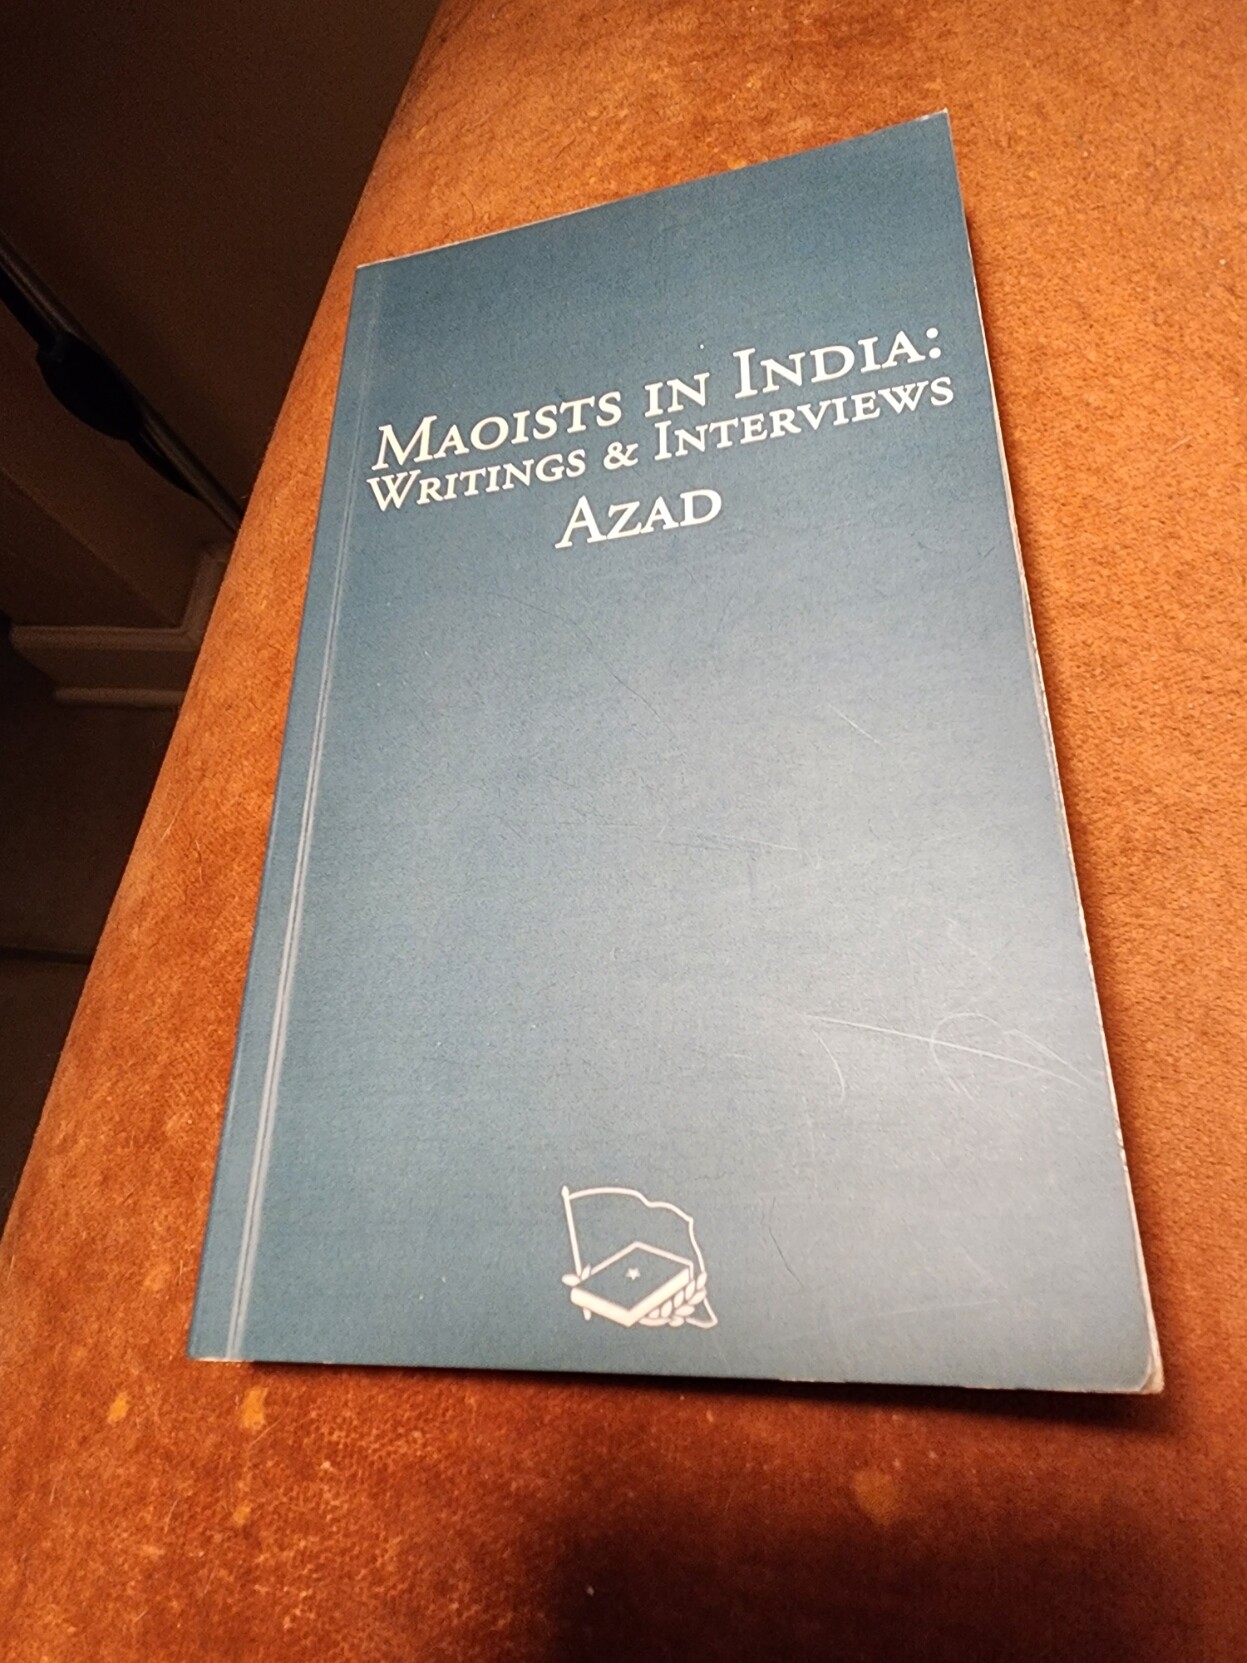 MAOISTS IN INDIA:
WRITINGS & INTERVIEWS
AZAD